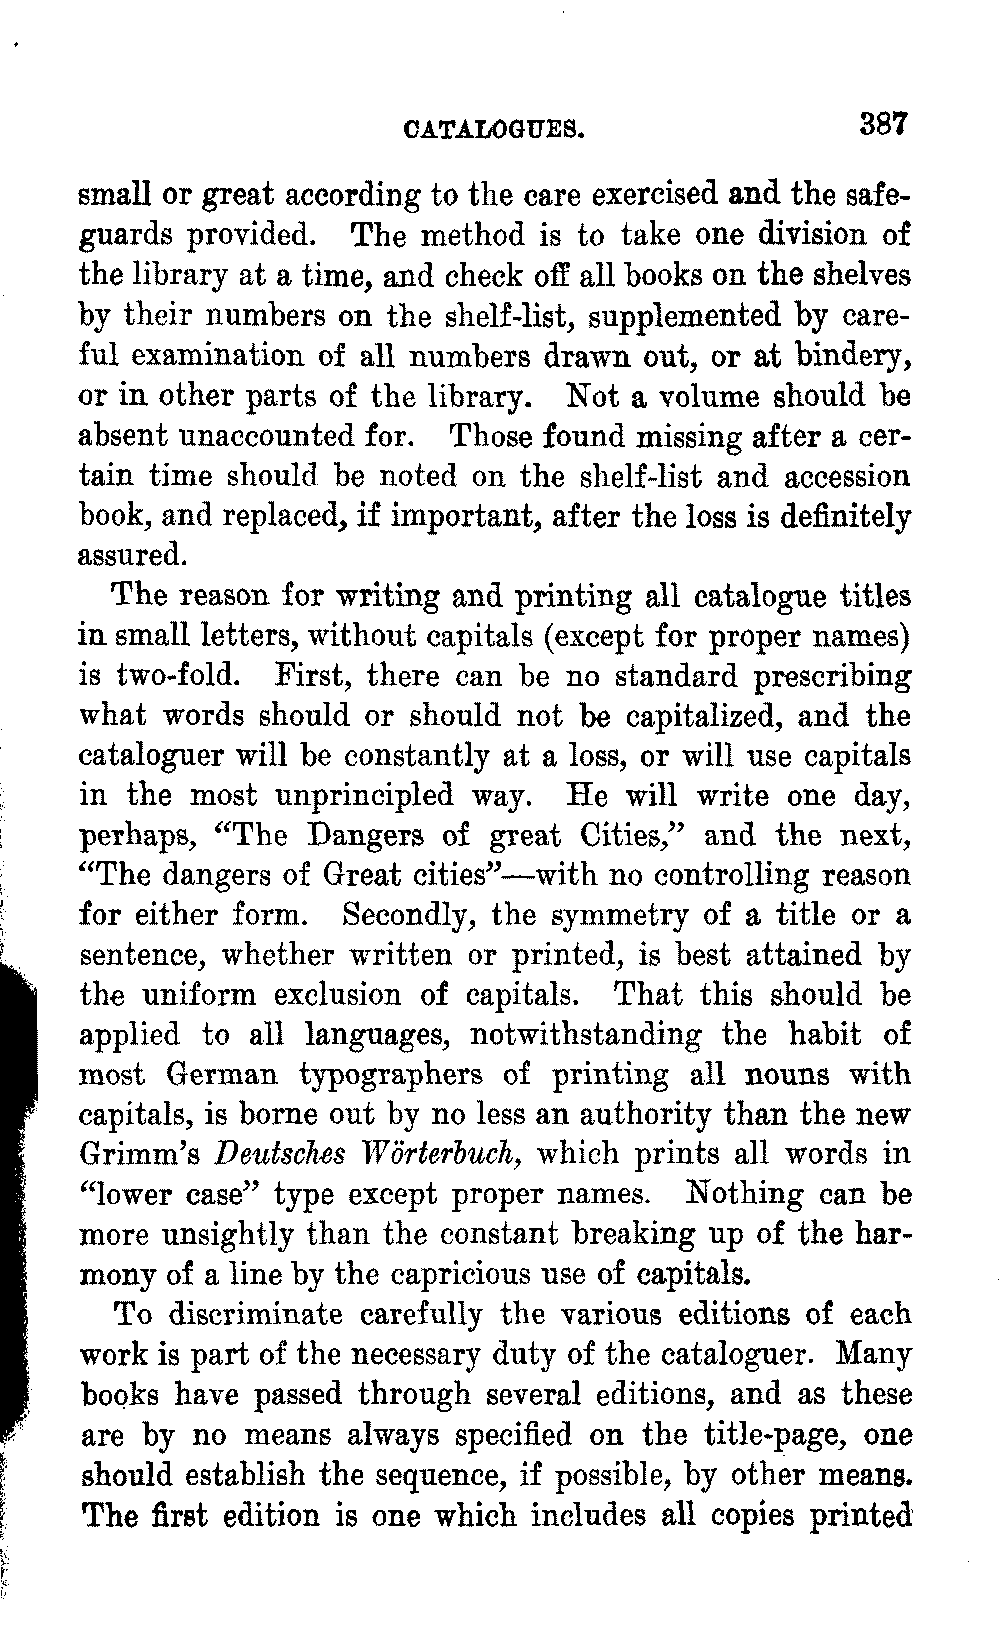 CATALOGUES. 387
small or great according to the care exercised and the safe-
guards provided. The method is to take one division of
the library at a time, and check off all books on the shelves
by their numbers on the shelf-list, supplemented by care-
ful examination of all numbers drawn out, or at bindery,
or in other parts of the library. Not a volume should be
absent unaccounted for. Those found missing after a cer-
tain time should be noted on the shelf-list and accession
book, and replaced, if important, after the loss is definitely
assured.
The reason for writing and printing all catalogue titles
in small letters, without capitals (except for proper names)
is two-fold. First, there can be no standard prescribing
what words should or should not be capitalized, and the
cataloguer will be constantly at a loss, or will use capitals
in the most unprincipled way. He will write one day,
perhaps, “The Dangers of great Cities,” and the next,
“The dangers of Great cities”—with no controlling reason
for either form. Secondly, the symmetry of a title or a
sentence, whether written or printed, is best attained by
the uniform exclusion of capitals. That this should be
applied to all languages, notwithstanding the habit of
most German typographers of printing all nouns with
capitals, is borne out by no less an authority than the new
Grimm’s Deutsches Wörterbuch, which prints all words in
“lower case” type except proper names. Nothing can be
more unsightly than the constant breaking up of the har-
mony of a line by the capricious use of capitals.
To discriminate carefully the various editions of each
work is part of the necessary duty of the cataloguer. Many
books have passed through several editions, and as these
are by no means always specified on the title-page, one
should establish the sequence, if possible, by other means.
The first edition is one which includes all copies printed